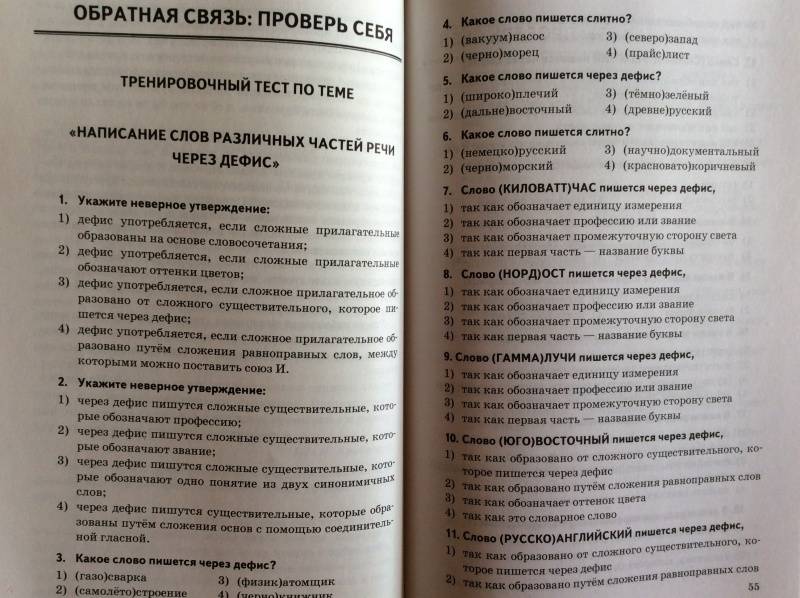 ОБРАТНАЯ СВЯЗЬ: ПРОВЕРЬ СЕБЯ
ТРЕНИРОВОЧНЫЙ ТЕСТ ПО ТЕМЕ
«НАПИСАНИЕ СЛОВ РАЗЛИЧНЫХ ЧАСТЕЙ РЕЧИ
ЧЕРЕЗ ДЕФИС»
1. Укажите неверное утверждение:
1) дефис употребляется, если сложные прилагательные
образованы на основе словосочетания;
2) дефис употребляется, если сложные прилагательные
обозначают оттенки цветов;
3) дефис употребляется, если сложное прилагательное об-
разовано от сложного существительного, которое пи-
шется через дефис;
4) дефис употребляется, если сложное прилагательное об-
разовано путём сложения равноправных слов, между
которыми можно поставить союз И.
2. Укажите неверное утверждение:
1) через дефис пишутся сложные существительные, кото-
рые обозначают профессию;
2) через дефис пишутся сложные существительные, кото-
рые обозначают звание;
3) через дефис пишутся сложные существительные, кото-
рые обозначают одно понятие из двух синонимичных
слов;
4) через дефис пишутся сложные существительные, которые обра-
зованы путём сложения основ с помощью соединитель-
ной гласной.
3. Какое слово пишется через дефис?
1) (газо)сварка 3) (физик)атомщик
2) (самолёто)строение 4) (черно)книжник
4. Какое слово пишется слитно?
1) (вакуум)насос 3) (северо)запад
2) (черно)морец 4) (прайс)лист
5. Какое слово пишется через дефис?
1) (широко)плечий 3) (тёмно)зелёный
2) (дальне)восточный 4) (древне)русский
6. Какое слово пишется слитно?
1) (немецко)русский 3) (научно)документальный
2) (черно)морский 4) (красновато)коричневый
7. Слово (КИЛОВАТТ)ЧАС пишется через дефис,
1) так как обозначает единицу измерения
2) так как обозначает профессию или звание
3) так как обозначает промежуточную сторону света
4) так как первая часть — название буквы
8. Слово (НОРД)ОСТ пишется через дефис,
1) так как обозначает единицу измерения
2) так как обозначает профессию или звание
3) так как обозначает промежуточную сторону света
4) так как первая часть — название буквы
9. Слово (ГАММА)ЛУЧИ пишется через дефис,
1) так как обозначает единицу измерения
2) так как обозначает профессию или звание
3) так как обозначает промежуточную сторону света
4) так как первая часть — название буквы
10. Слово (ЮГО)ВОСТОЧНЫЙ пишется через дефис,
1) так как образовано от сложного существительного, ко-
торое пишется через дефис
2) так как образовано путём сложения равноправных слов
3) так как обозначает оттенок цвета
4) так как это словарное слово
11. Слово (РУССКО)АНГЛИЙСКИЙ пишется через дефис,
1) так как образовано от сложного существительного, ко-
торое пишется через дефис
2) так как образовано путём сложения равноправных слов
55